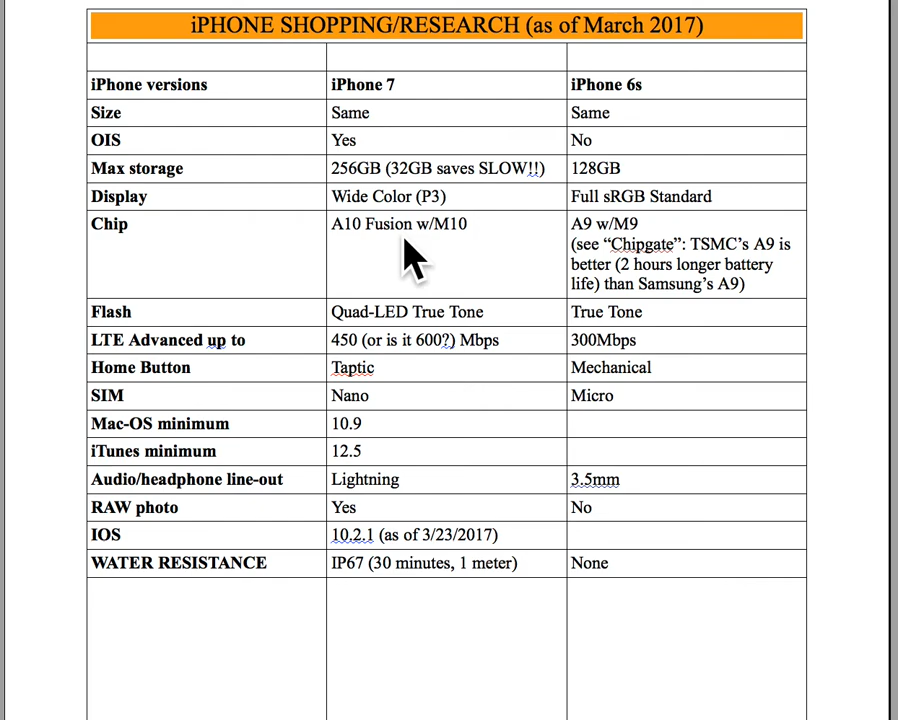 iPHONE SHOPPING/RESEARCH (as of March 2017)
iPhone versions iPhone 7 iPhone 6s
Size Same Same
OIS Yes No
Max storage 256GB (32GB saves SLOW!!) 128GB
Display Wide Color (P3) Full sRGB Standard
Chip A10 Fusion w/M10 A9 w/M9
(see “Chipgate”: TSMC’s A9 is
better (2 hours longer battery
life) than Samsung’s A9)
Flash Quad-LED True Tone True Tone
LTE Advanced up to 450 (or is it 600?) Mbps 300Mbps
Home Button Taptic Mechanical
SIM Nano Micro
Mac-OS minimum 10.9
iTunes minimum 12.5
Audio/headphone line-out Lightning 3.5mm
RAW photo Yes No
IOS 10.2.1 (as of 3/23/2017)
WATER RESISTANCE IP67 (30 minutes, 1 meter) None